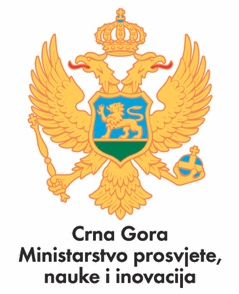 Crna Gora
Ministarstvo prosvjete,
nauke i inovacija